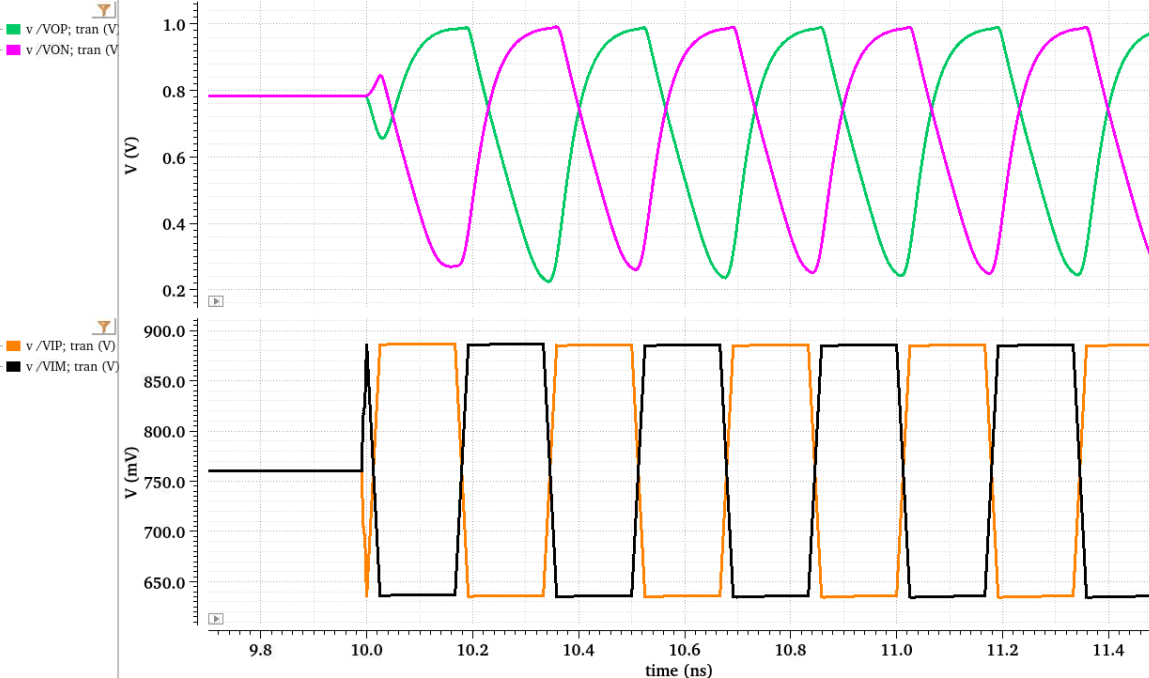 v /VOP; tran (V)
v /VON; tran (V
1.0
0.8
0.6
0.4
0.2
V (V)
v /VIP; tran (V)
v /VIM; tran (V)
900.0
850.0
800.0
750.0
700.0
650.0
V (mV)
9.8 10.0 10.2 10.4 10.6 10.8 11.0 11.2 11.4
time (ns)